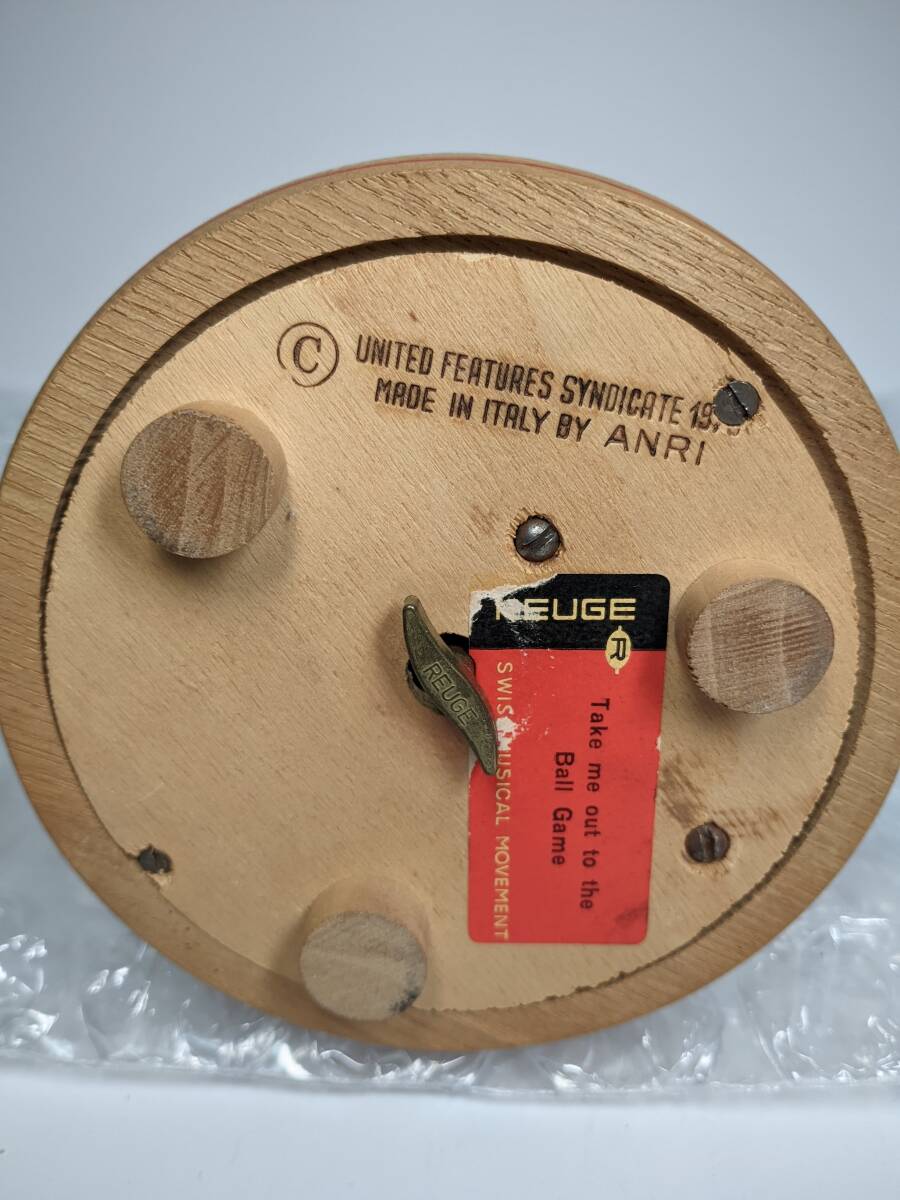 © UNITED FEATURES SYNDICATE
MADE IN ITALY BY ANRI
REUGE
R
SWISS MUSICAL MOVEMENT
Take me out to the
Ball Game
REUGE